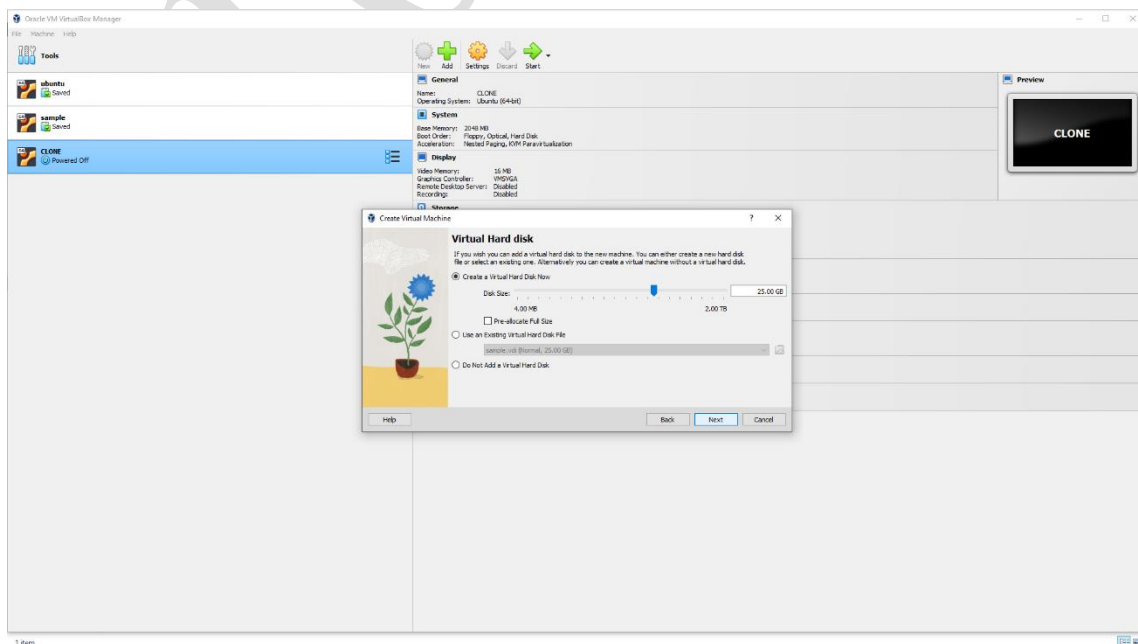 Oracle VM VirtualBox Manager
File Machine Help
Tools
New Add Settings Discard Start
ubuntu
Saved
sample
Saved
CLONE
Powered Off
General
Name: CLONE
Operating System: Ubuntu (64-bit)
System
Base Memory: 2048 MB
Boot Order: Floppy, Optical, Hard Disk
Acceleration: Nested Paging, KVM Paravirtualization
Display
Video Memory: 16 MB
Graphics Controller: VMSVGA
Remote Desktop Server: Disabled
Recording: Disabled
Storage
Preview
CLONE
Create Virtual Machine
? 
Virtual Hard disk
If you wish you can add a virtual hard disk to the new machine. You can either create a new hard disk
file or select an existing one. Alternatively you can create a virtual machine without a virtual hard disk.
Create a Virtual Hard Disk Now
Disk Size: 25.00 GB
4.00 MB 2.00 TB
Pre-allocate Full Size
Use an Existing Virtual Hard Disk File
sample.vdi (Normal, 25.00 GB)
Do Not Add a Virtual Hard Disk
Help Back Next Cancel
1 item